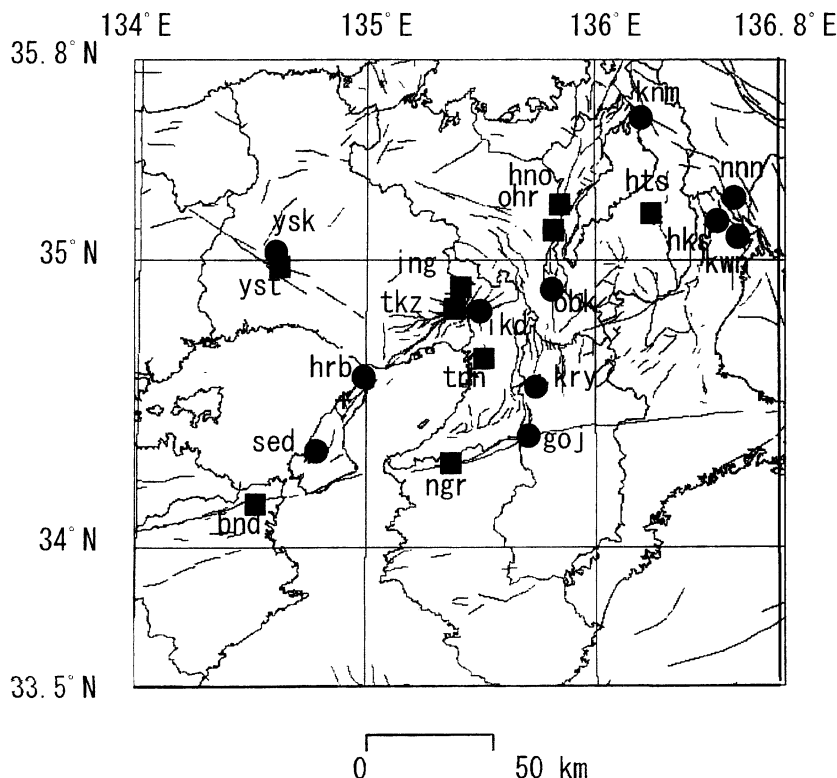 134°E 135°E 136°E 136.8°E
35.8°N
knm
nnn
hno
hts
ohr
ysk
hks
35°N
kwn
jng
yst
obk
tkz
ikd
hrb
trn
kry
sed
goj
ngr
bnd
34°N
33.5°N
0 50 km